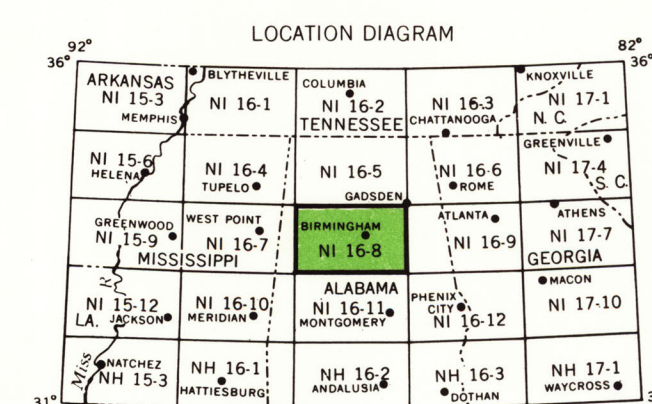 LOCATION DIAGRAM
92° 82°
36° 36°
ARKANSAS
NI 15-3
MEMPHIS
BLYTHEVILLE
NI 16-1
COLUMBIA
NI 16-2
TENNESSEE
NI 16-3
CHATTANOOGA
KNOXVILLE
NI 17-1
N. C.
NI 15-6
HELENA
NI 16-4
TUPELO
NI 16-5
GADSDEN
NI 16-6
ROME
GREENVILLE
NI 17-4
S. C.
GREENWOOD
NI 15-9
WEST POINT
NI 16-7
MISSISSIPPI
BIRMINGHAM
NI 16-8
ATLANTA
NI 16-9
ATHENS
NI 17-7
GEORGIA
NI 15-12
LA. JACKSON
R
NI 16-10
MERIDIAN
ALABAMA
NI 16-11
MONTGOMERY
PHENIX
CITY
NI 16-12
MACON
NI 17-10
Miss
NATCHEZ
NH 15-3
NH 16-1
HATTIESBURG
NH 16-2
ANDALUSIA
NH 16-3
DOTHAN
NH 17-1
WAYCROSS
31°